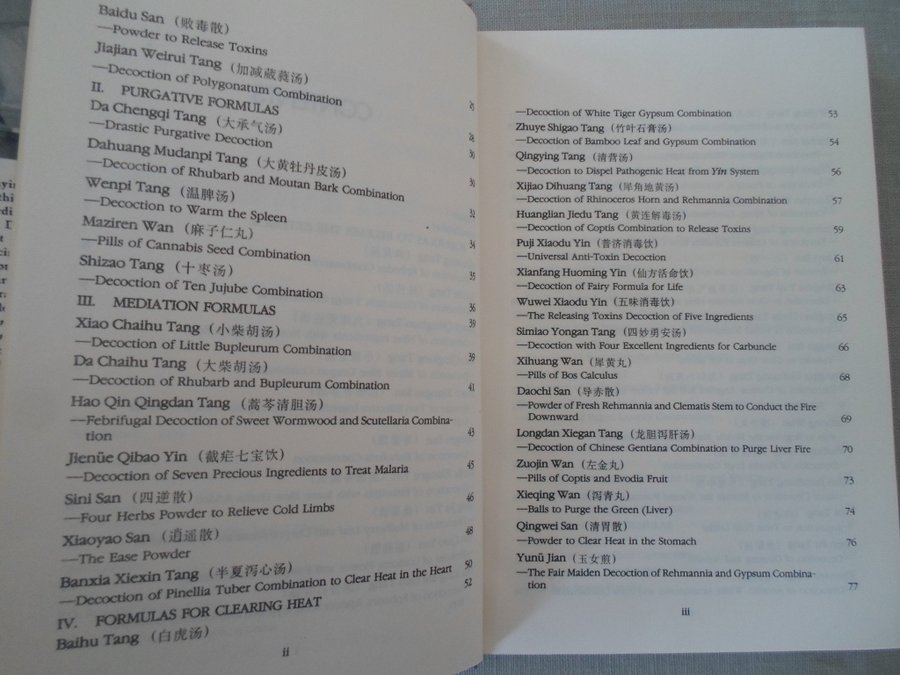 Baidu San (败毒散)
—Powder to Release Toxins 25
Jiajian Weirui Tang (加减葳蕤汤)
—Decoction of Polygonatum Combination 28
II. PURGATIVE FORMULAS 30
Da Chengqi Tang (大承气汤)
—Drastic Purgative Decoction 30
Dahuang Mudanpi Tang (大黄牡丹皮汤)
—Decoction of Rhubarb and Moutan Bark Combination 32
Wenpi Tang (温脾汤)
—Decoction to Warm the Spleen 34
Maziren Wan (麻子仁丸)
—Pills of Cannabis Seed Combination 35
Shizao Tang (十枣汤)
—Decoction of Ten Jujube Combination 36
III. MEDIATION FORMULAS 39
Xiao Chaihu Tang (小柴胡汤)
—Decoction of Little Bupleurum Combination 39
Da Chaihu Tang (大柴胡汤)
—Decoction of Rhubarb and Bupleurum Combination 41
Hao Qin Qingdan Tang (蒿芩清胆汤)
—Febrifugal Decoction of Sweet Wormwood and Scutellaria Combina-
tion 43
Jienüe Qibao Yin (截疟七宝饮)
—Decoction of Seven Precious Ingredients to Treat Malaria 45
Sini San (四逆散)
—Four Herbs Powder to Relieve Cold Limbs 46
Xiaoyao San (逍遥散)
—The Ease Powder 48
Banxia Xiexin Tang (半夏泻心汤)
—Decoction of Pinellia Tuber Combination to Clear Heat in the Heart 50
IV. FORMULAS FOR CLEARING HEAT 52
Baihu Tang (白虎汤)
ii
—Decoction of White Tiger Gypsum Combination 53
Zhuye Shigao Tang (竹叶石膏汤)
—Decoction of Bamboo Leaf and Gypsum Combination 54
Qingying Tang (清营汤)
—Decoction to Dispel Pathogenic Heat from Yin System 56
Xijiao Dihuang Tang (犀角地黄汤)
—Decoction of Rhinoceros Horn and Rehmannia Combination 57
Huanglian Jiedu Tang (黄连解毒汤)
—Decoction of Coptis Combination to Release Toxins 59
Puji Xiaodu Yin (普济消毒饮)
—Universal Anti-Toxin Decoction 61
Xianfang Huoming Yin (仙方活命饮)
—Decoction of Fairy Formula for Life 63
Wuwei Xiaodu Yin (五味消毒饮)
—The Releasing Toxins Decoction of Five Ingredients 65
Simiao Yongan Tang (四妙勇安汤)
—Decoction with Four Excellent Ingredients for Carbuncle 66
Xihuang Wan (犀黄丸)
—Pills of Bos Calculus 68
Daochi San (导赤散)
—Powder of Fresh Rehmannia and Clematis Stem to Conduct the Fire
Downward 69
Longdan Xiegan Tang (龙胆泻肝汤)
—Decoction of Chinese Gentiana Combination to Purge Liver Fire 70
Zuojin Wan (左金丸)
—Pills of Coptis and Evodia Fruit 73
Xieqing Wan (泻青丸)
—Balls to Purge the Green (Liver) 74
Qingwei San (清胃散)
—Powder to Clear Heat in the Stomach 76
Yunü Jian (玉女煎)
—The Fair Maiden Decoction of Rehmannia and Gypsum Combina-
tion 77
iii